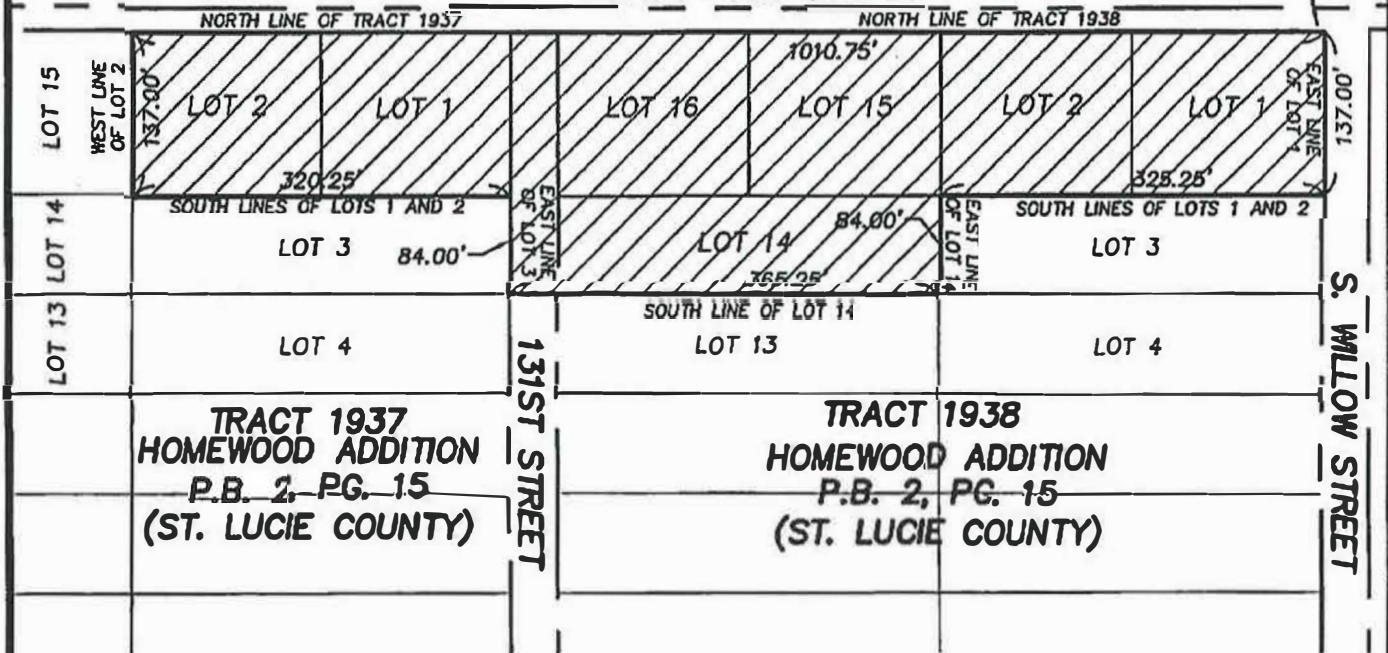 NORTH LINE OF TRACT 1937
NORTH LINE OF TRACT 1938
LOT 15
WEST LINE
OF LOT 2
137.00'
LOT 2
LOT 1
LOT 16
1010.75'
LOT 15
LOT 2
LOT 1
EAST LINE
OF LOT 1
137.00'
320.25'
325.25'
SOUTH LINES OF LOTS 1 AND 2
SOUTH LINES OF LOTS 1 AND 2
LOT 14
LOT 3
84.00'
EAST LINE
OF LOT 3
LOT 14
84.00'
EAST LINE
OF LOT 14
LOT 3
365.25'
SOUTH LINE OF LOT 14
LOT 13
LOT 4
LOT 13
LOT 4
131ST STREET
S. WILLOW STREET
TRACT 1937
HOMEWOOD ADDITION
P.B. 2, PG. 15
(ST. LUCIE COUNTY)
TRACT 1938
HOMEWOOD ADDITION
P.B. 2, PG. 15
(ST. LUCIE COUNTY)